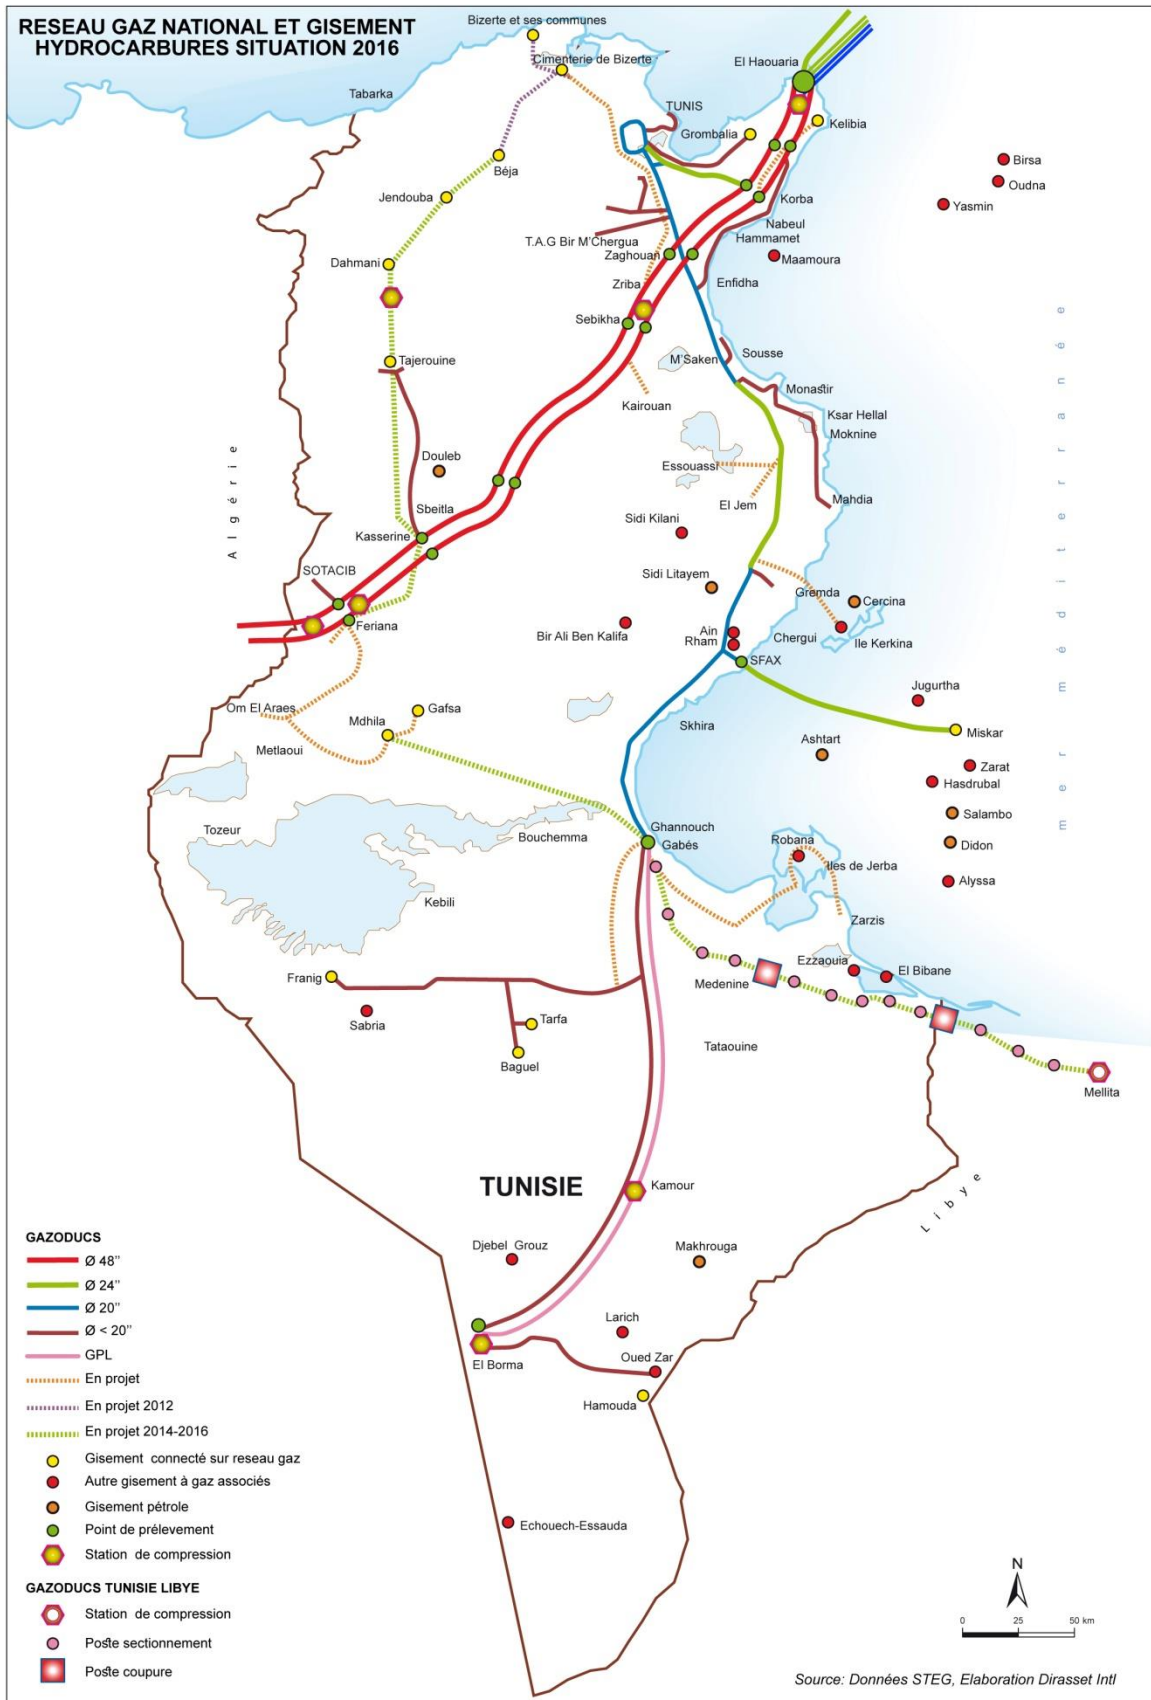 RESEAU GAZ NATIONAL ET GISEMENT
HYDROCARBURES SITUATION 2016
Bizerte et ses communes
Cimenterie de Bizerte
El Haouaria
Tabarka
TUNIS
Grombalia
Kelibia
Béja
Birsa
Oudna
Yasmin
Jendouba
Korba
Nabeul
Hammamet
T.A.G Bir M'Chergua
Zaghouan
Maamoura
Dahmani
Zriba
Enfidha
Sebikha
Sousse
M'Saken
Tajerouine
Monastir
Kairouan
Ksar Hellal
Moknine
Douleb
Essouassi
El Jem
Mahdia
Algérie
mer méditerranée
Sbeitla
Sidi Kilani
Kasserine
SOTACIB
Sidi Litayem
Gremda
Cercina
Feriana
Bir Ali Ben Kalifa
Ain
Rham
Chergui
Ile Kerkina
SFAX
Jugurtha
Om El Araes
Gafsa
Mdhila
Skhira
Miskar
Metlaoui
Ashtart
Zarat
Hasdrubal
Salambo
Tozeur
Bouchemma
Ghannouch
Gabés
Robana
Didon
Iles de Jerba
Alyssa
Kebili
Zarzis
Franig
Ezzaouia
El Bibane
Medenine
Sabria
Tarfa
Baguel
Tataouine
Mellita
TUNISIE
Kamour
Libye
Djebel Grouz
Makhrouga
Larich
Oued Zar
El Borma
Hamouda
Echouech-Essauda
GAZODUCS
Ø 48"
Ø 24"
Ø 20"
Ø < 20"
GPL
En projet
En projet 2012
En projet 2014-2016
Gisement connecté sur reseau gaz
Autre gisement à gaz associés
Gisement pétrole
Point de prélevement
Station de compression
GAZODUCS TUNISIE LIBYE
Station de compression
Poste sectionnement
Poste coupure
N
0 25 50 km
Source: Données STEG, Elaboration Dirasset Intl